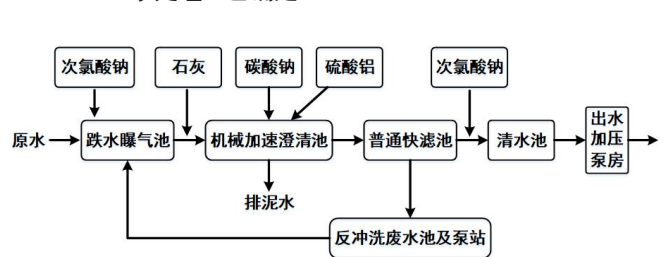 次氯酸钠
石灰
碳酸钠
硫酸铝
次氯酸钠
原水
跌水曝气池
机械加速澄清池
普通快滤池
清水池
出水
加压
泵房
排泥水
反冲洗废水池及泵站